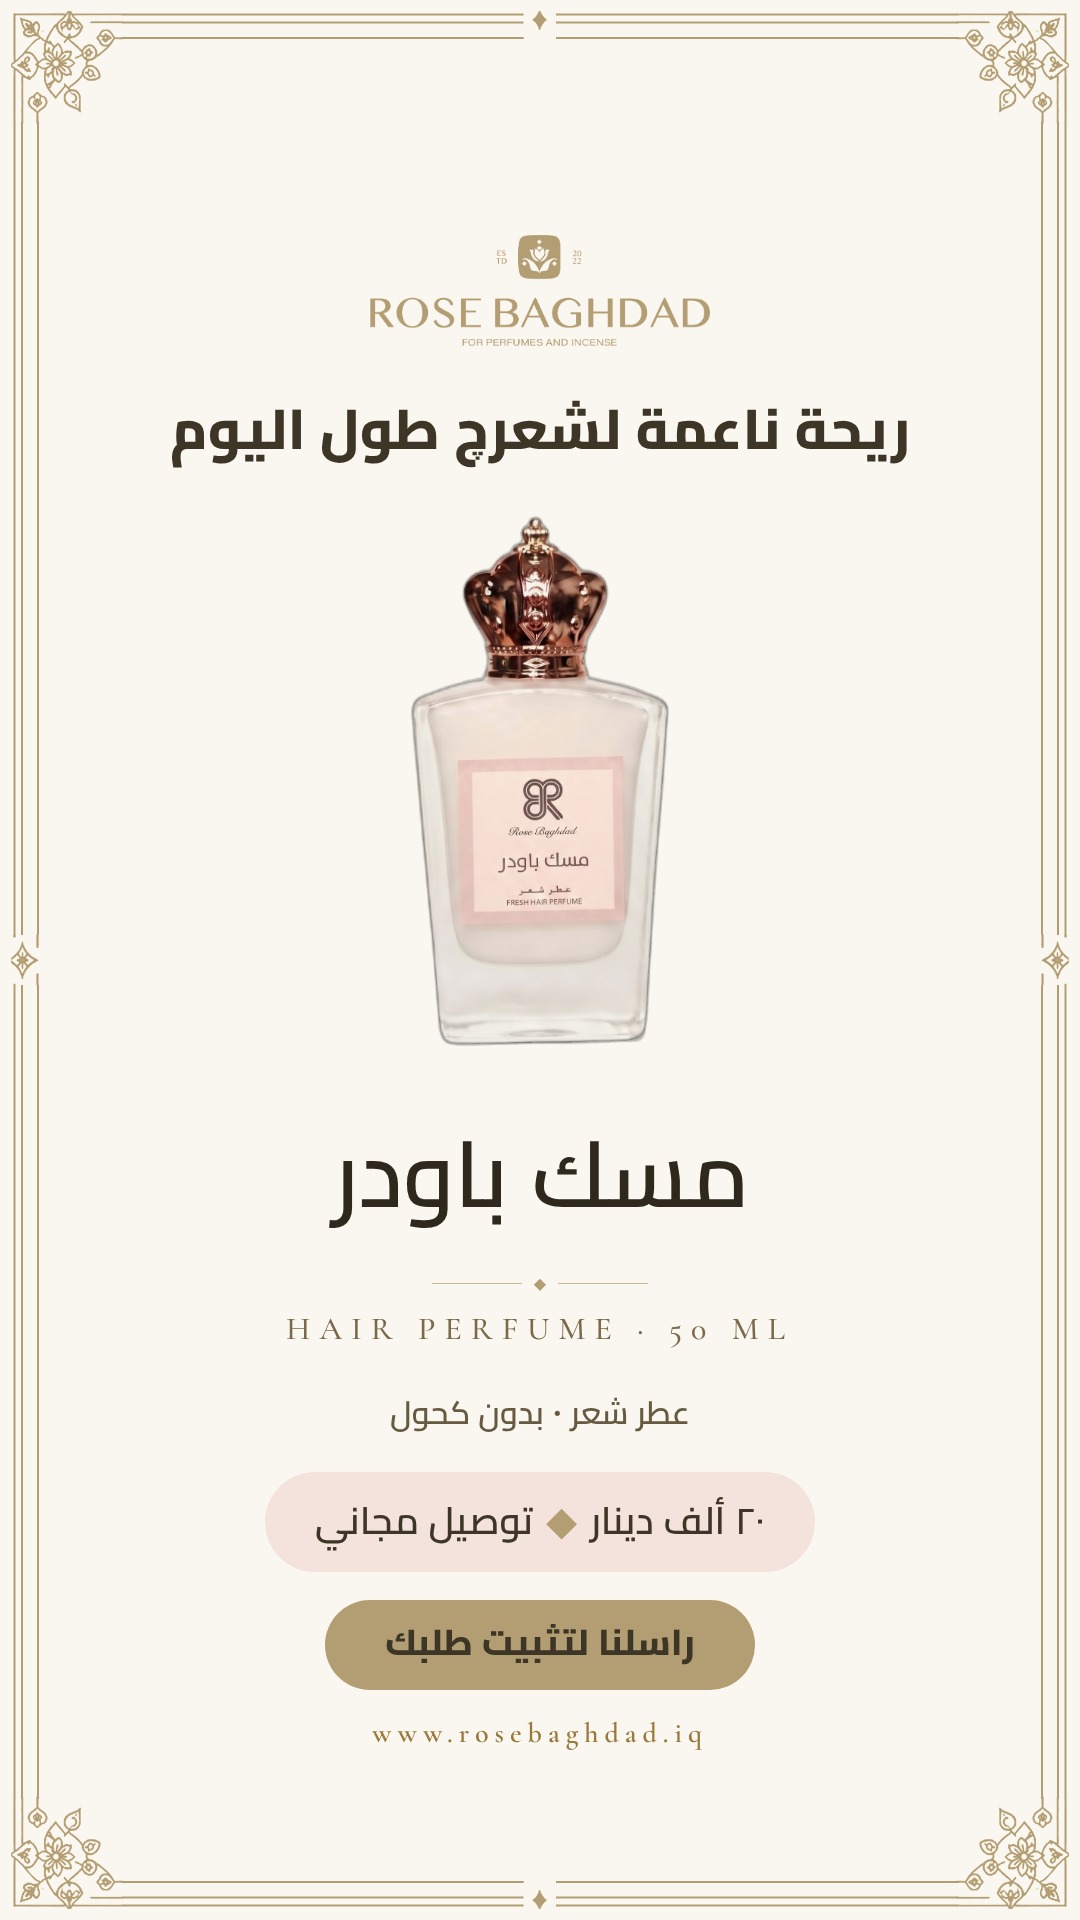 ES TD 20 22
ROSE BAGHDAD
FOR PERFUMES AND INCENSE
ريحة ناعمة لشعرچ طول اليوم
Rose Baghdad
مسك باودر
عطر شعر
FRESH HAIR PERFUME
مسك باودر
HAIR PERFUME · 50 ML
عطر شعر · بدون كحول
٢٠ ألف دينار ◆ توصيل مجاني
راسلنا لتثبيت طلبك
www.rosebaghdad.iq